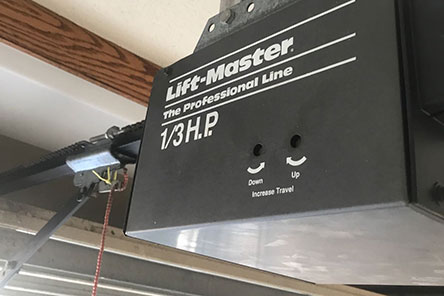 Lift-Master
The Professional Line
1/3 H.P.
Down Up
Increase Travel